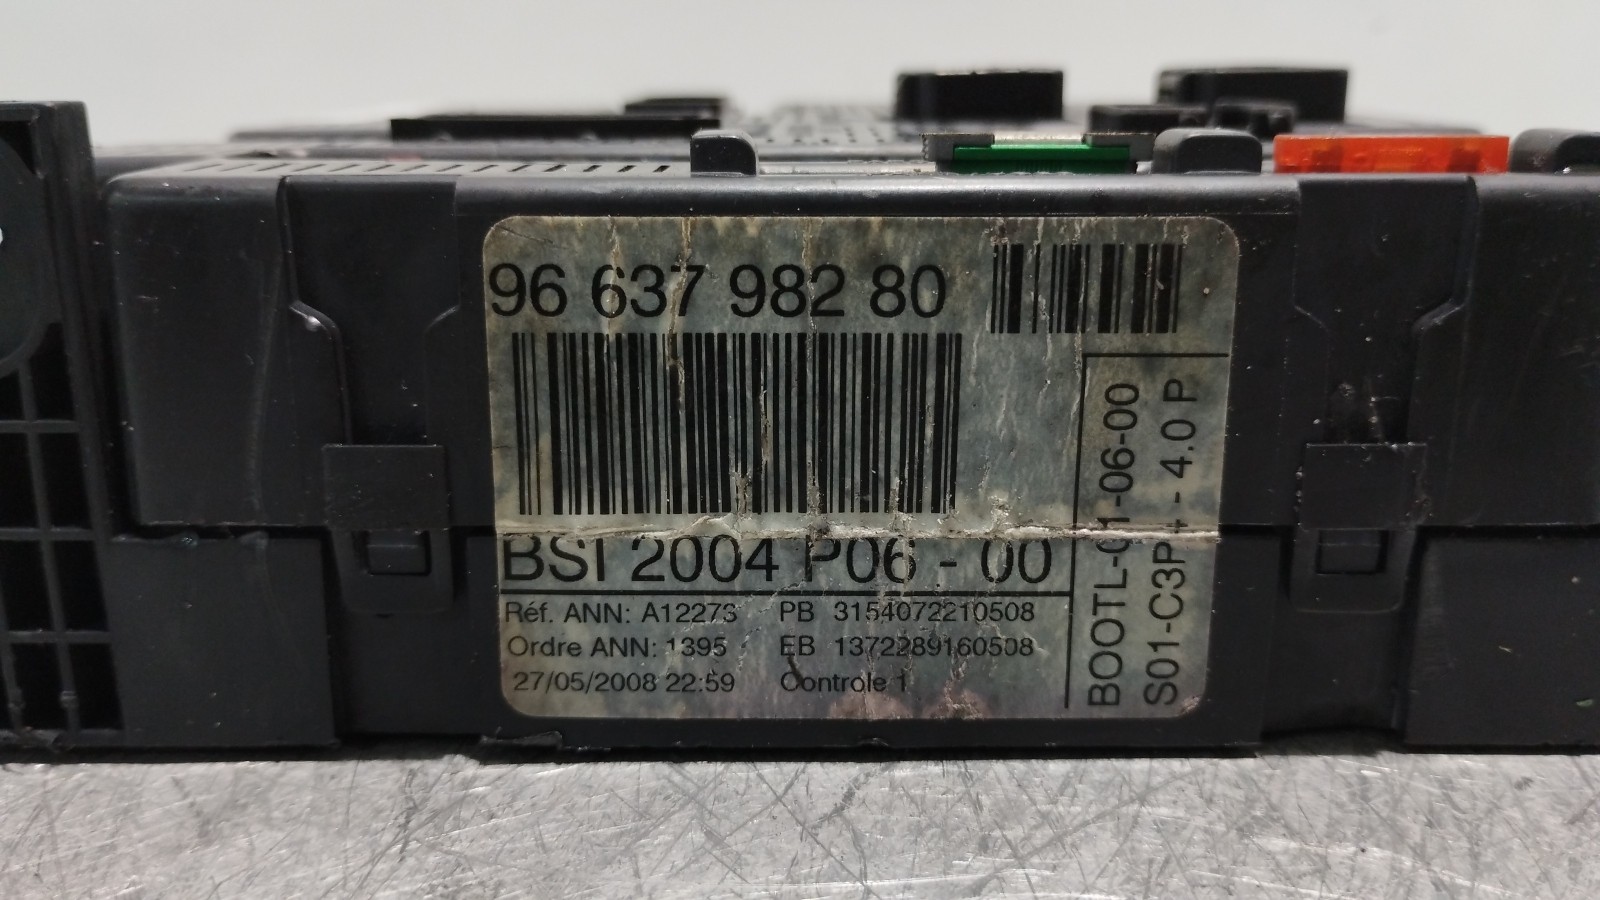 96 637 982 80
BSI 2004 P06 - 00
Réf. ANN: A12273 PB 3154072210508
Ordre ANN: 1395 EB 1372289160508
27/05/2008 22:59 Controle 1
BOOTL-01-06-00
S01-C3P4 - 4.0 P